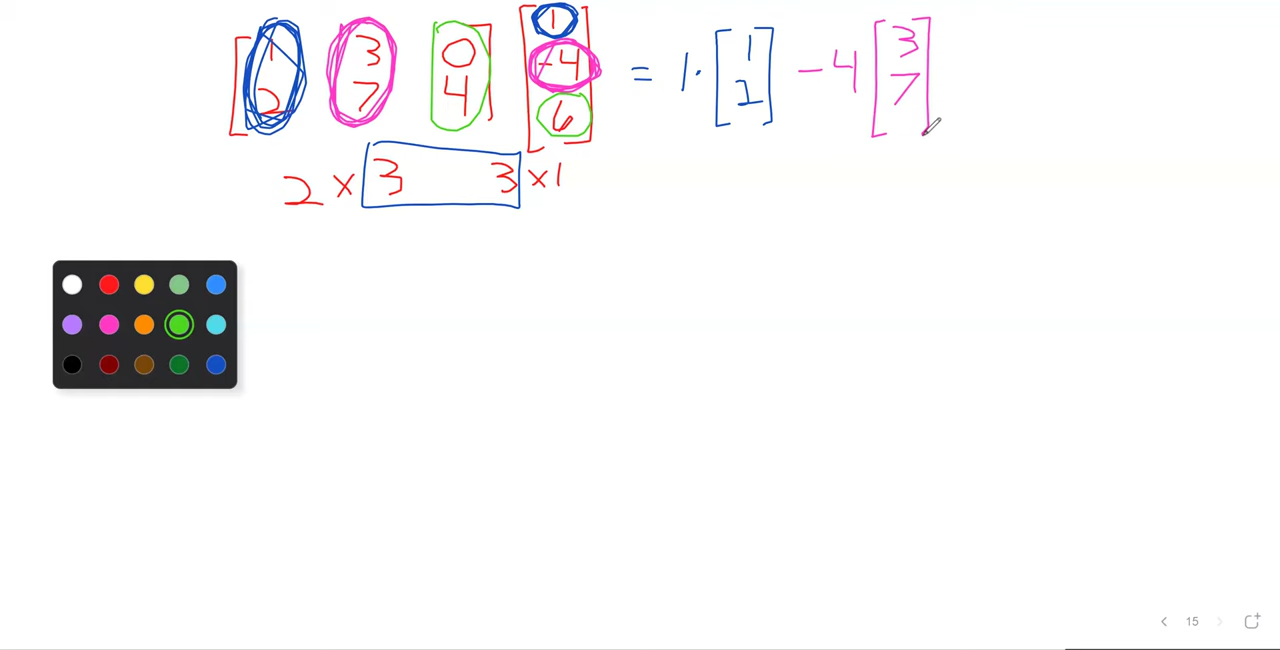 [1 3 0] [1
-4
6] = 1 · [1 2] - 4 [3 7]
2 7 4
2 × 3 3 × 1
15